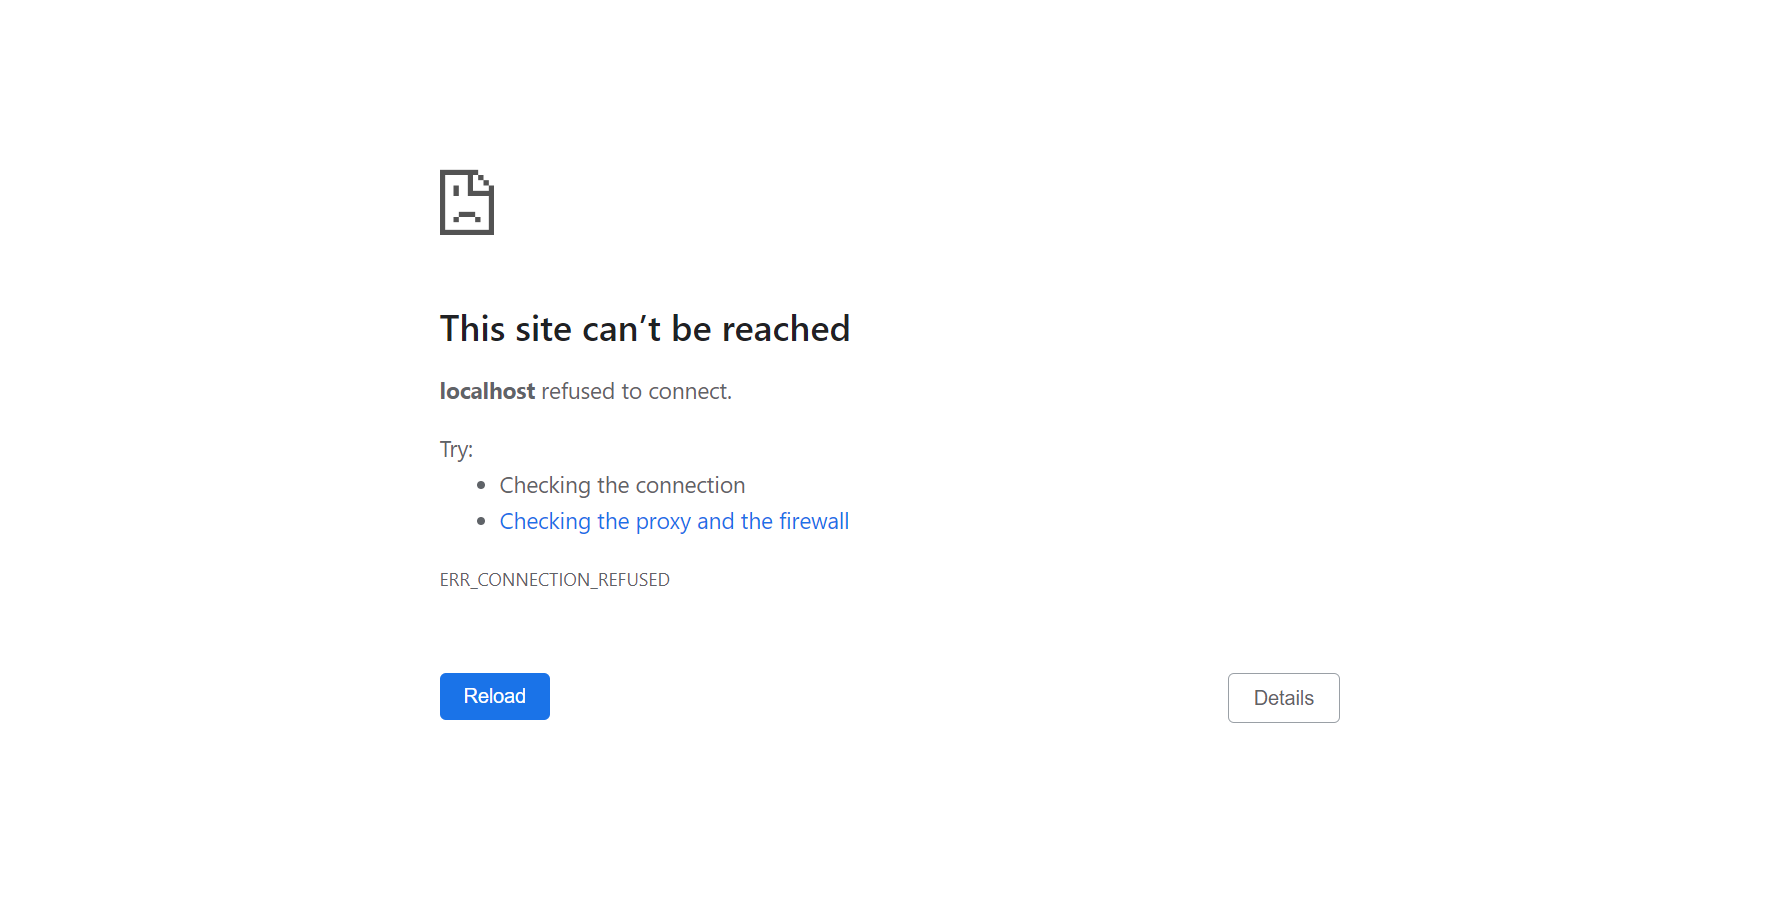 This site can’t be reached
localhost refused to connect.
Try:
Checking the connection
Checking the proxy and the firewall
ERR_CONNECTION_REFUSED
Reload
Details